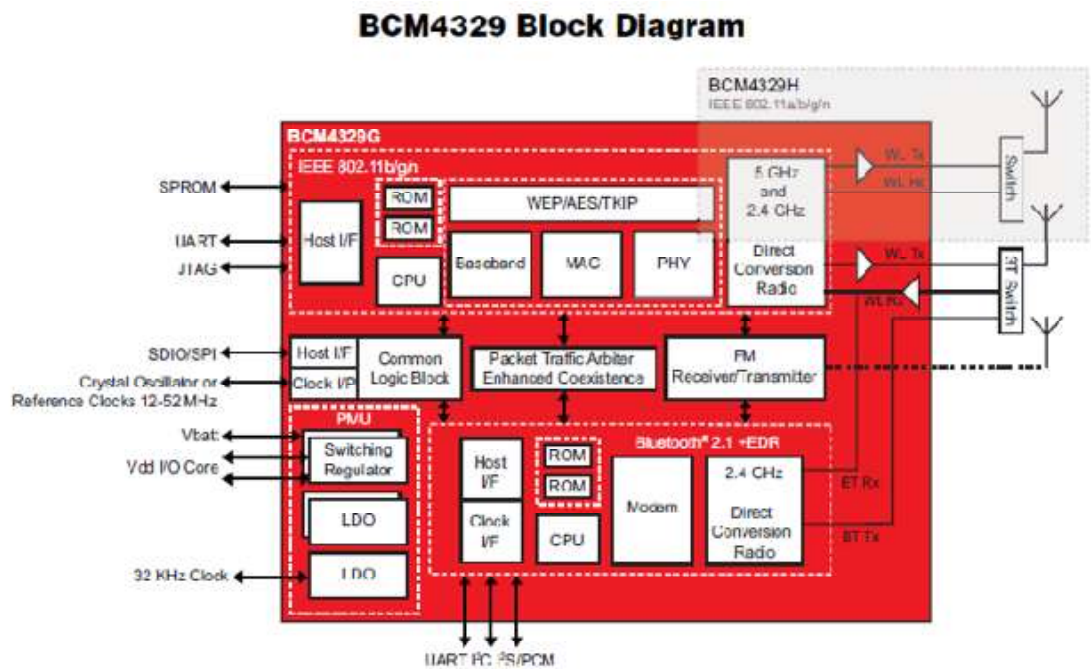 BCM4329 Block Diagram
BCM4329H
IEEE 802.11a/b/g/n
BCM4329G
IEEE 802.11b/g/n
SPROM
UART
JTAG
Host I/F
ROM
ROM
CPU
WEP/AES/TKIP
Baseband
MAC
PHY
5 GHz
and
2.4 GHz
Direct
Conversion
Radio
WL Tx
WL Rx
Switch
WL Tx
WL Rx
BT Switch
SDIO/SPI
Crystal Oscillator or
Reference Clocks 12-52 MHz
Host I/F
Clock I/P
Common
Logic Block
Packet Traffic Arbiter
Enhanced Coexistence
FM
Receiver/Transmitter
PMU
Vbatt
Vdd I/O Core
Switching
Regulator
LDO
32 KHz Clock
LDO
Bluetooth® 2.1 +EDR
Host
I/F
Clock
I/F
ROM
ROM
CPU
Modem
2.4 GHz
Direct
Conversion
Radio
BT Rx
BT Tx
UART I²C I²S/PCM